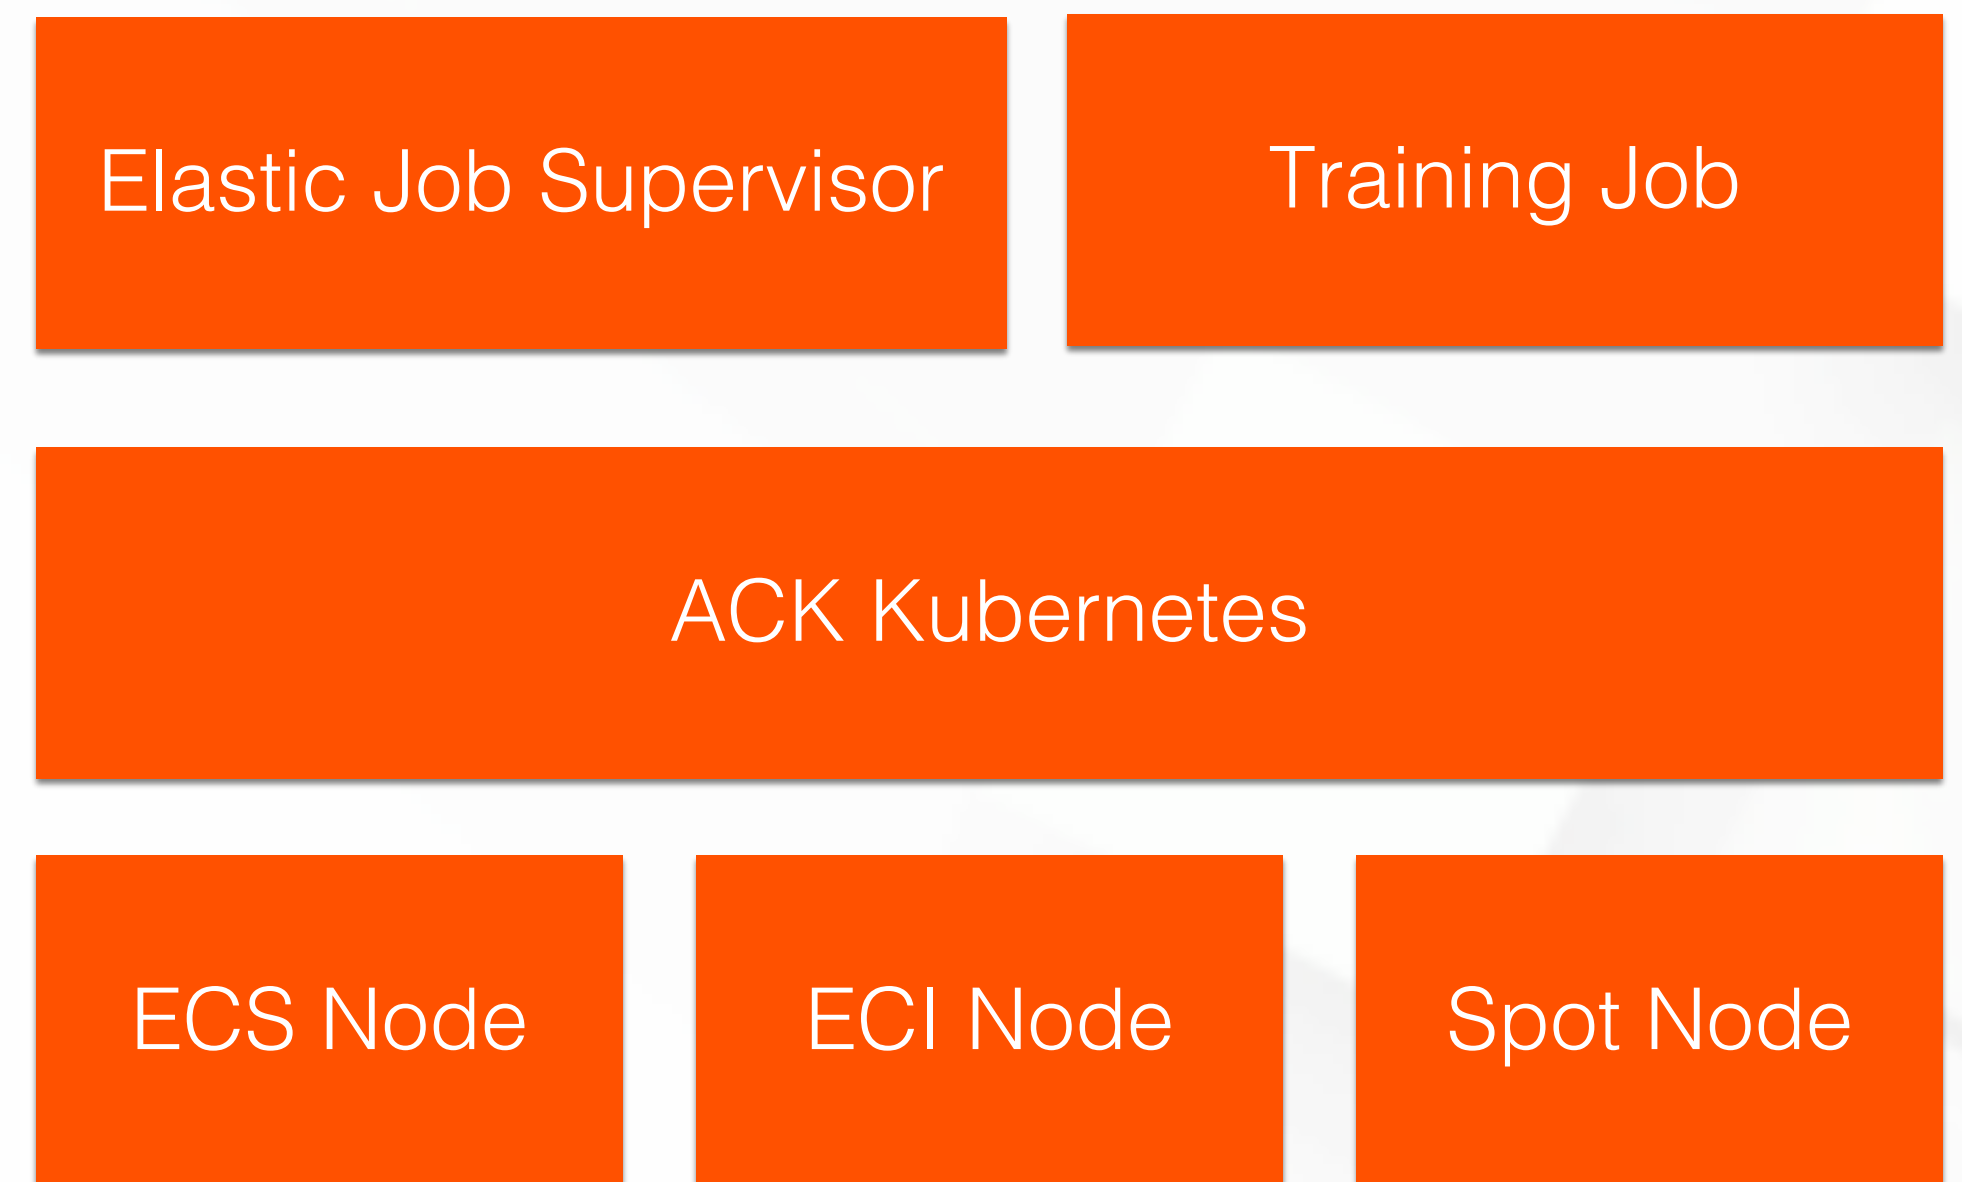 Elastic Job Supervisor
Training Job
ACK Kubernetes
ECS Node
ECI Node
Spot Node